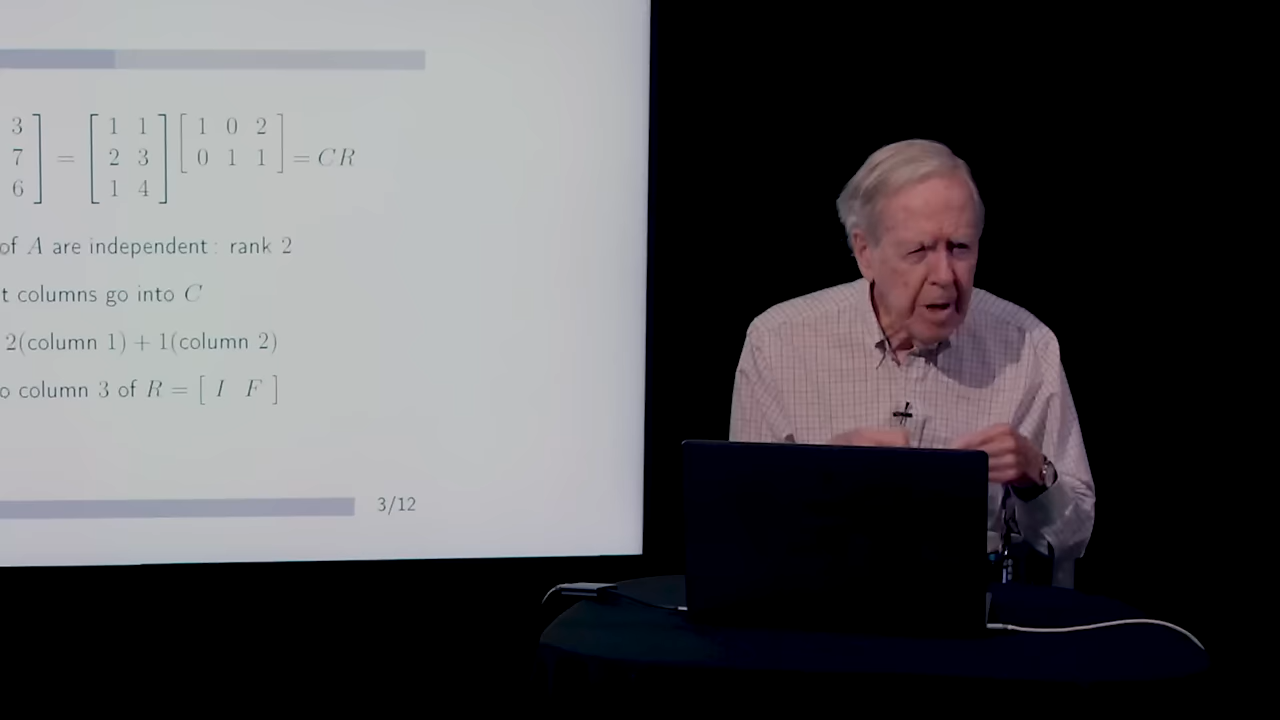 3 1 1 1 0 2
7 = 2 3 0 1 1 = CR
6 1 4
of A are independent : rank 2
columns go into C
2(column 1) + 1(column 2)
column 3 of R = [ I F ]
3/12